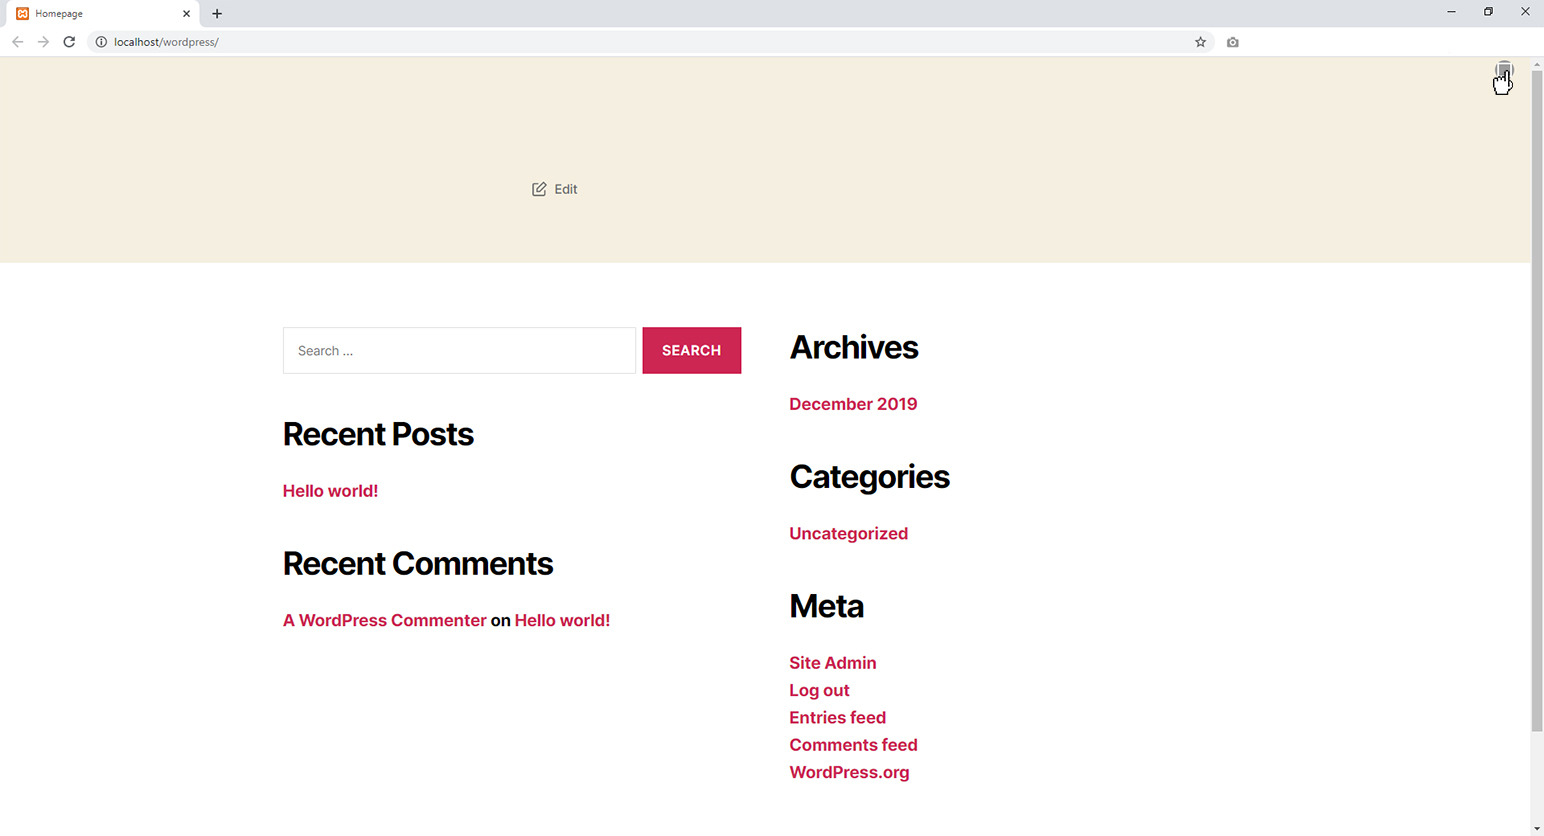 Homepage
localhost/wordpress/
Edit
Search ...
SEARCH
Recent Posts
Hello world!
Recent Comments
A WordPress Commenter on Hello world!
Archives
December 2019
Categories
Uncategorized
Meta
Site Admin
Log out
Entries feed
Comments feed
WordPress.org